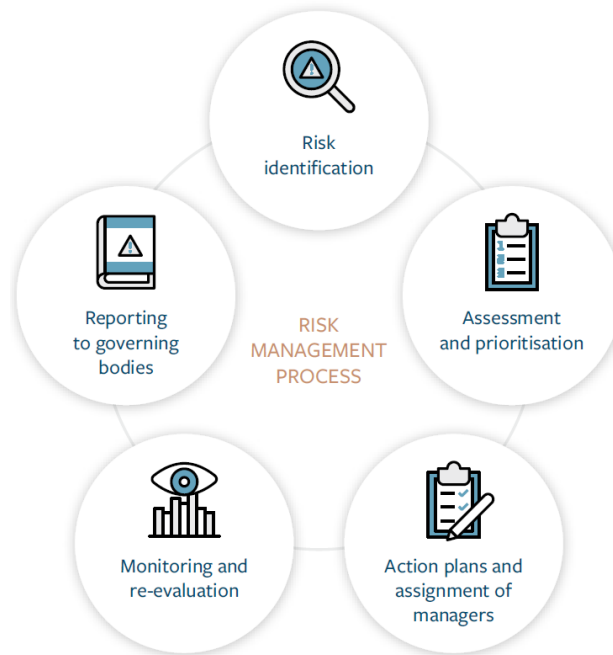 Risk
identification
Assessment
and prioritisation
Action plans and
assignment of
managers
Monitoring and
re-evaluation
Reporting
to governing
bodies
RISK
MANAGEMENT
PROCESS